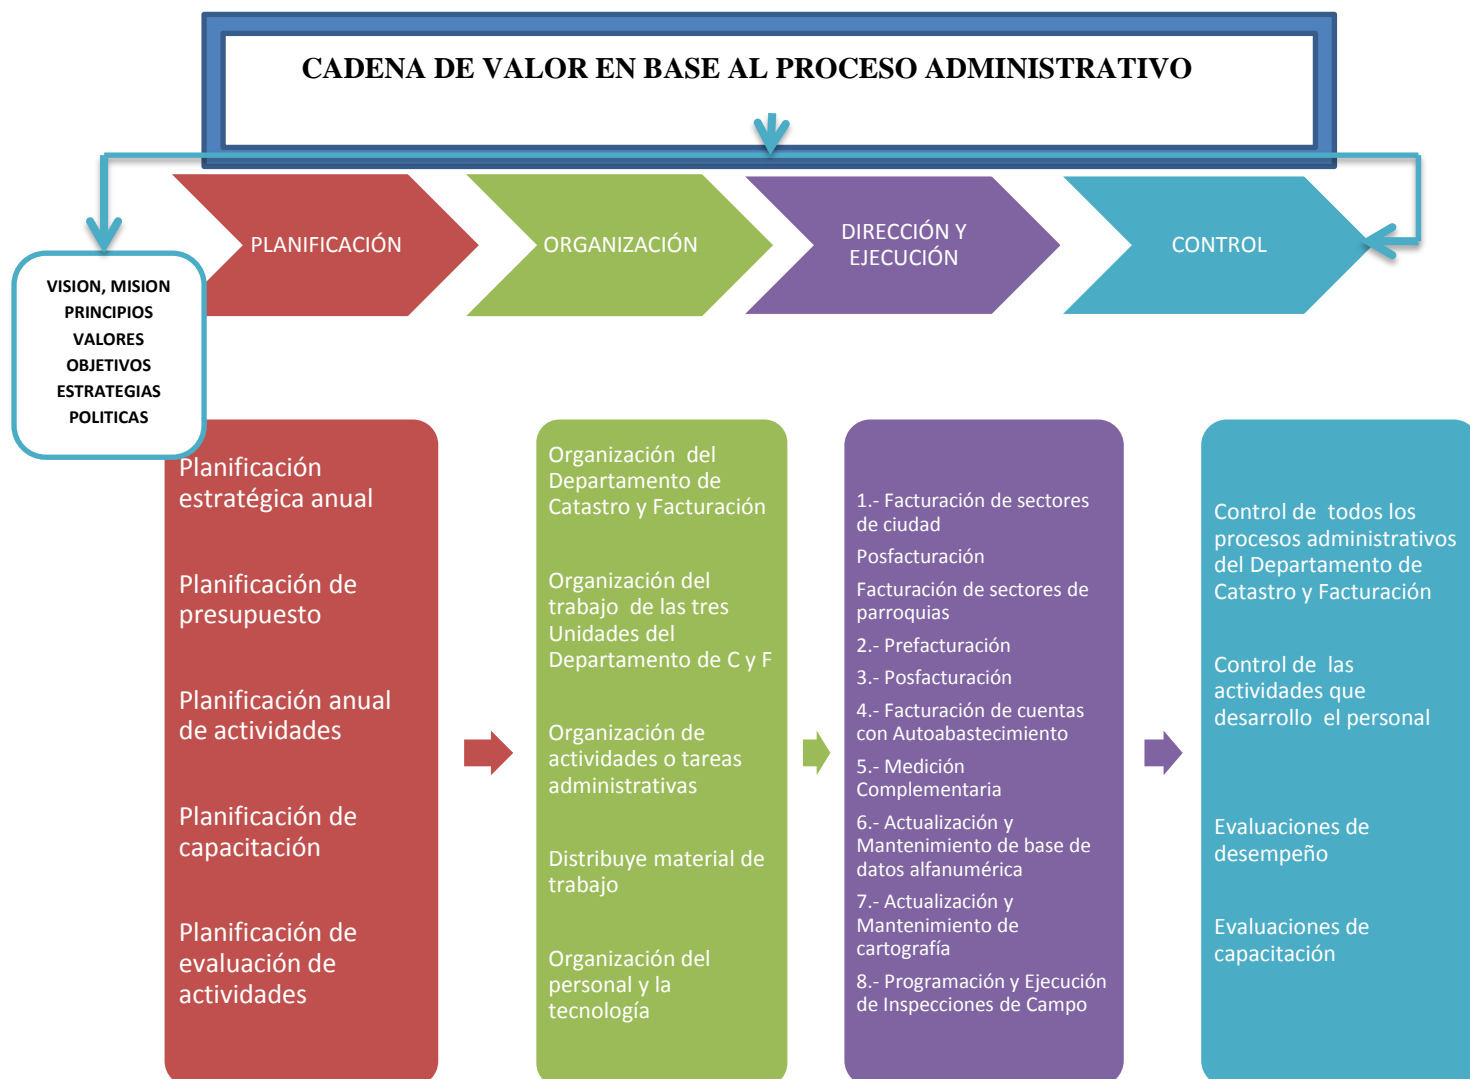 CADENA DE VALOR EN BASE AL PROCESO ADMINISTRATIVO
PLANIFICACIÓN
ORGANIZACIÓN
DIRECCIÓN Y
EJECUCIÓN
CONTROL
VISION, MISION
PRINCIPIOS
VALORES
OBJETIVOS
ESTRATEGIAS
POLITICAS
Planificación
estratégica anual
Planificación de
presupuesto
Planificación anual
de actividades
Planificación de
capacitación
Planificación de
evaluación de
actividades
Organización del
Departamento de
Catastro y Facturación
Organización del
trabajo de las tres
Unidades del
Departamento de C y F
Organización de
actividades o tareas
administrativas
Distribuye material de
trabajo
Organización del
personal y la
tecnología
1.- Facturación de sectores
de ciudad
Posfacturación
Facturación de sectores de
parroquias
2.- Prefacturación
3.- Posfacturación
4.- Facturación de cuentas
con Autoabastecimiento
5.- Medición
Complementaria
6.- Actualización y
Mantenimiento de base de
datos alfanumérica
7.- Actualización y
Mantenimiento de
cartografía
8.- Programación y Ejecución
de Inspecciones de Campo
Control de todos los
procesos administrativos
del Departamento de
Catastro y Facturación
Control de las
actividades que
desarrollo el personal
Evaluaciones de
desempeño
Evaluaciones de
capacitación